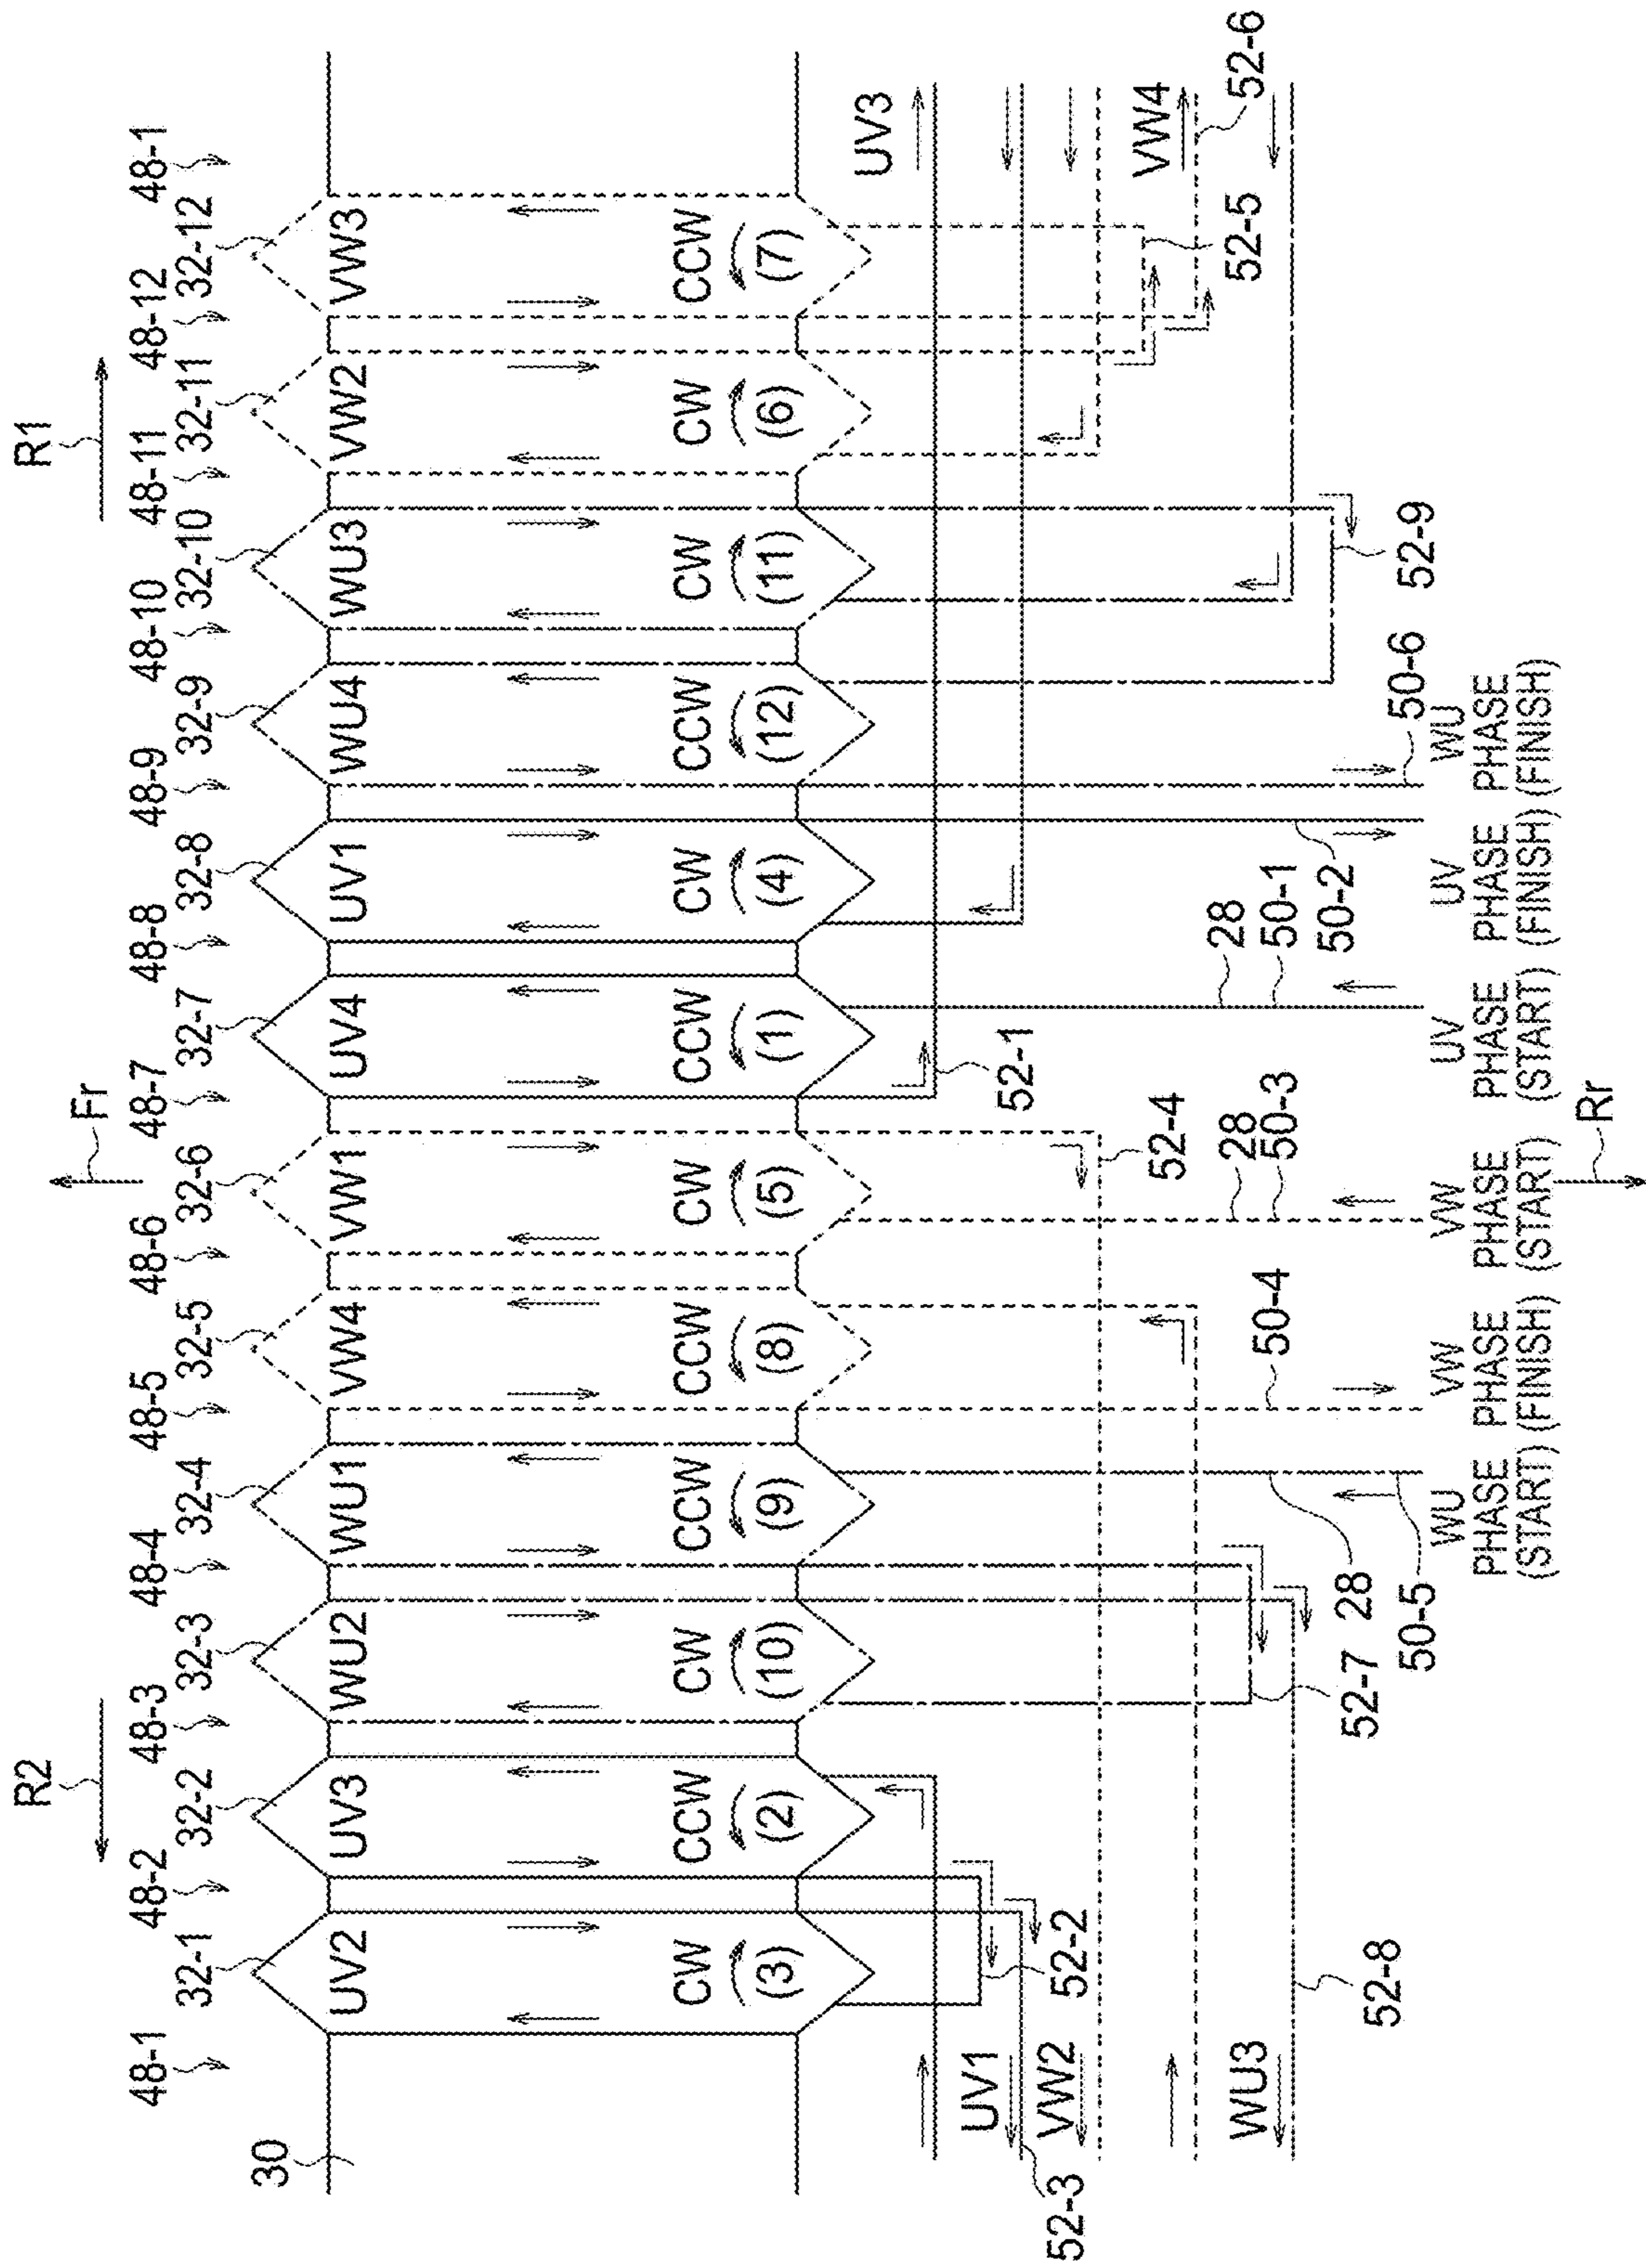 R2 Fr R1
48-1 48-2 48-3 48-4 48-5 48-6 48-7 48-8 48-9 48-10 48-11 48-12 48-1
32-1 32-2 32-3 32-4 32-5 32-6 32-7 32-8 32-9 32-10 32-11 32-12
30
UV2 UV3 WU2 WU1 VW4 VW1 UV4 UV1 WU4 WU3 VW2 VW3
CW CCW CW CCW CCW CW CCW CW CCW CW CW CCW
(3) (2) (10) (9) (8) (5) (1) (4) (12) (11) (6) (7)
UV3
UV1
52-1
52-3 VW2 52-2
VW4
52-4
WU3
28 28
52-5 52-6
50-4 50-3 50-1
50-2
52-7 28
52-8
50-5 50-6 52-9
WU VW VW UV UV WU
PHASE PHASE PHASE PHASE PHASE PHASE
(START) (FINISH) (START) (START) (FINISH) (FINISH)
Rr